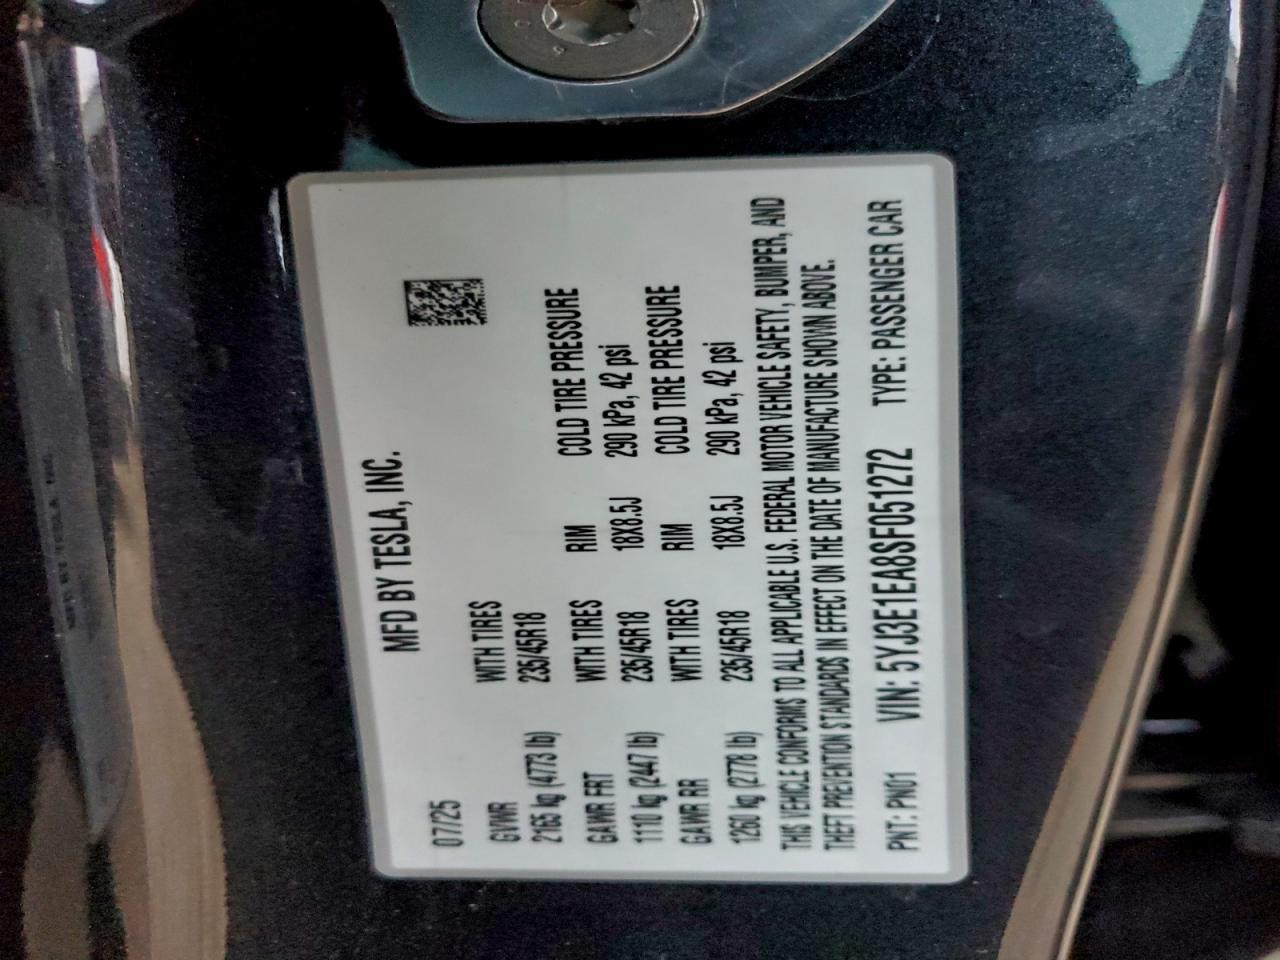 MFD BY TESLA, INC.
07/25
GVWR WTH TIRES
2165 kg (4773 lb) 235/45R18
GAWR FRT WTH TIRES RIM COLD TIRE PRESSURE
1110 kg (2447 lb) 235/45R18 18X8.5J 290 kPa, 42 psi
GAWR RR WTH TIRES RIM COLD TIRE PRESSURE
1260 kg (2778 lb) 235/45R18 18X8.5J 290 kPa, 42 psi
THIS VEHICLE CONFORMS TO ALL APPLICABLE U.S. FEDERAL MOTOR VEHICLE SAFETY, BUMPER, AND
THEFT PREVENTION STANDARDS IN EFFECT ON THE DATE OF MANUFACTURE SHOWN ABOVE.
PNT: PN01 VIN: 5YJ3E1EA8SF051272 TYPE: PASSENGER CAR